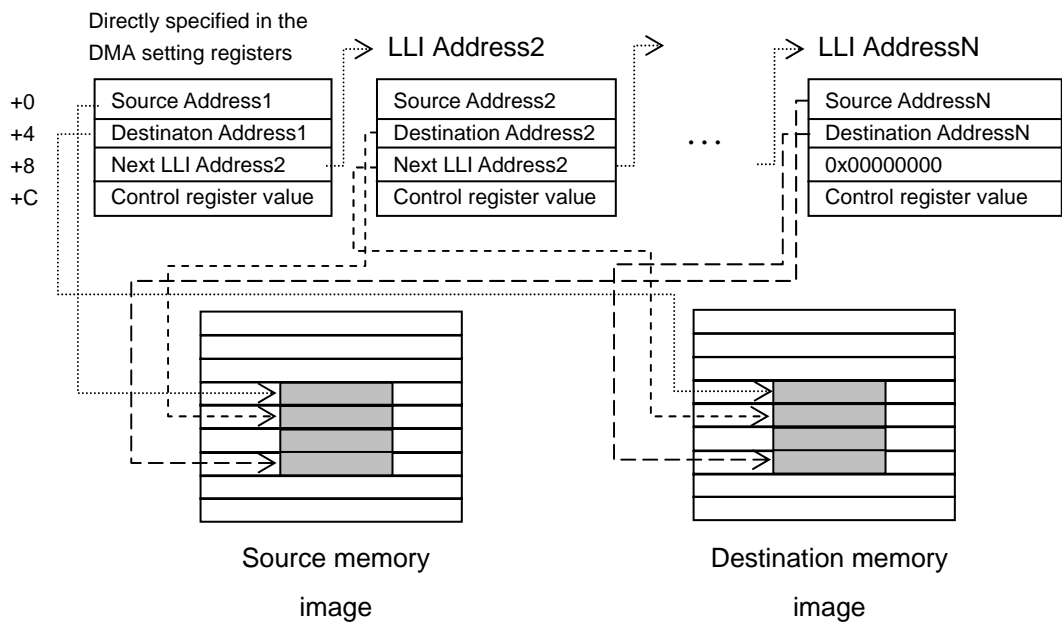 Directly specified in the
DMA setting registers
LLI Address2
LLI AddressN
+0
Source Address1
Source Address2
Source AddressN
+4
Destinaton Address1
Destination Address2
Destination AddressN
...
+8
Next LLI Address2
Next LLI Address2
0x00000000
+C
Control register value
Control register value
Control register value
Source memory
image
Destination memory
image